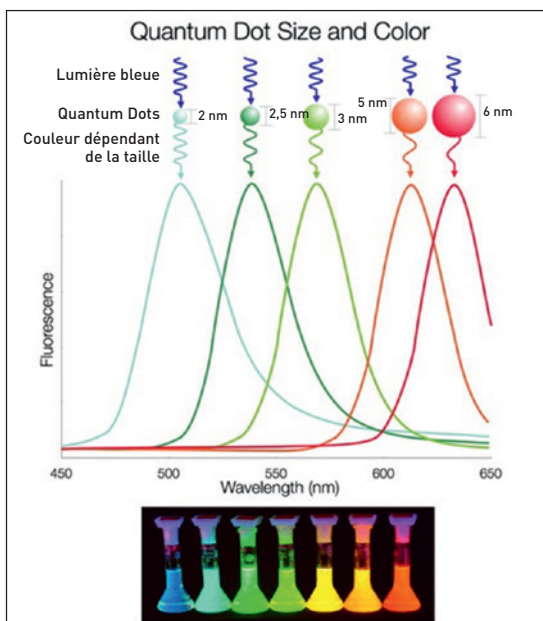 Quantum Dot Size and Color
Lumière bleue
Quantum Dots
2 nm
2,5 nm
3 nm
5 nm
6 nm
Couleur dépendant
de la taille
Fluorescence
450
500
550
600
650
Wavelength (nm)